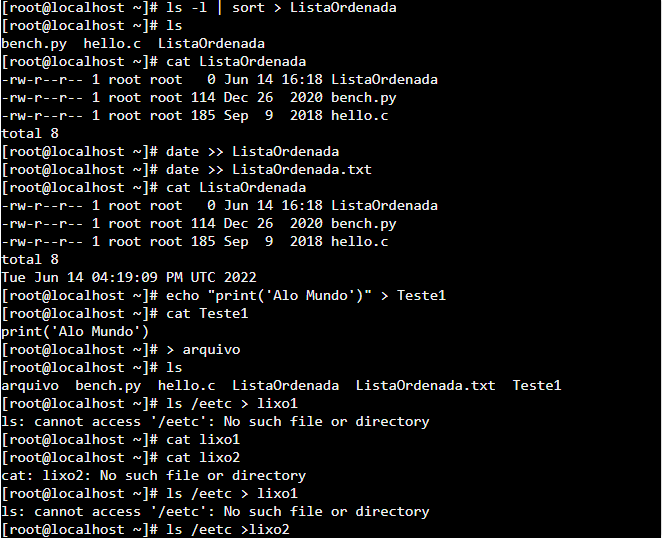 [root@localhost ~]# ls -l | sort > ListaOrdenada
[root@localhost ~]# ls
bench.py  hello.c  ListaOrdenada
[root@localhost ~]# cat ListaOrdenada
-rw-r--r-- 1 root root   0 Jun 14 16:18 ListaOrdenada
-rw-r--r-- 1 root root 114 Dec 26  2020 bench.py
-rw-r--r-- 1 root root 185 Sep  9  2018 hello.c
total 8
[root@localhost ~]# date >> ListaOrdenada
[root@localhost ~]# date >> ListaOrdenada.txt
[root@localhost ~]# cat ListaOrdenada
-rw-r--r-- 1 root root   0 Jun 14 16:18 ListaOrdenada
-rw-r--r-- 1 root root 114 Dec 26  2020 bench.py
-rw-r--r-- 1 root root 185 Sep  9  2018 hello.c
total 8
Tue Jun 14 04:19:09 PM UTC 2022
[root@localhost ~]# echo "print('Alo Mundo')" > Teste1
[root@localhost ~]# cat Teste1
print('Alo Mundo')
[root@localhost ~]# > arquivo
[root@localhost ~]# ls
arquivo  bench.py  hello.c  ListaOrdenada  ListaOrdenada.txt  Teste1
[root@localhost ~]# ls /eetc > lixo1
ls: cannot access '/eetc': No such file or directory
[root@localhost ~]# cat lixo1
[root@localhost ~]# cat lixo2
cat: lixo2: No such file or directory
[root@localhost ~]# ls /eetc > lixo1
ls: cannot access '/eetc': No such file or directory
[root@localhost ~]# ls /eetc >lixo2